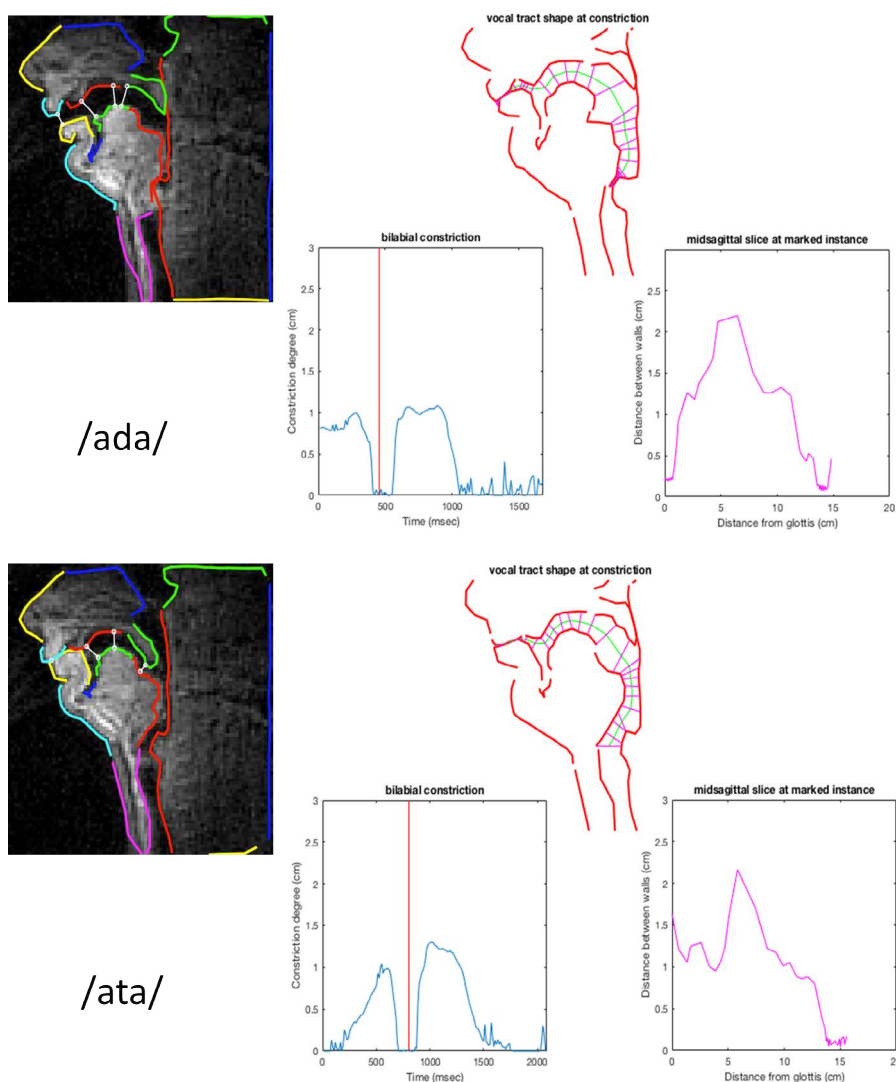 vocal tract shape at constriction
bilabial constriction
3
2.5
2
1.5
1
0.5
0
0 500 1000 1500
Constriction degree (cm)
Time (msec)
midsagittal slice at marked instance
2.5
2
1.5
1
0.5
0
0 5 10 15 20
Distance between walls (cm)
Distance from glottis (cm)
/ada/
vocal tract shape at constriction
bilabial constriction
3
2.5
2
1.5
1
0.5
0
0 500 1000 1500 2000
Constriction degree (cm)
Time (msec)
midsagittal slice at marked instance
3
2.5
2
1.5
1
0.5
0
0 5 10 15 20
Distance between walls (cm)
Distance from glottis (cm)
/ata/